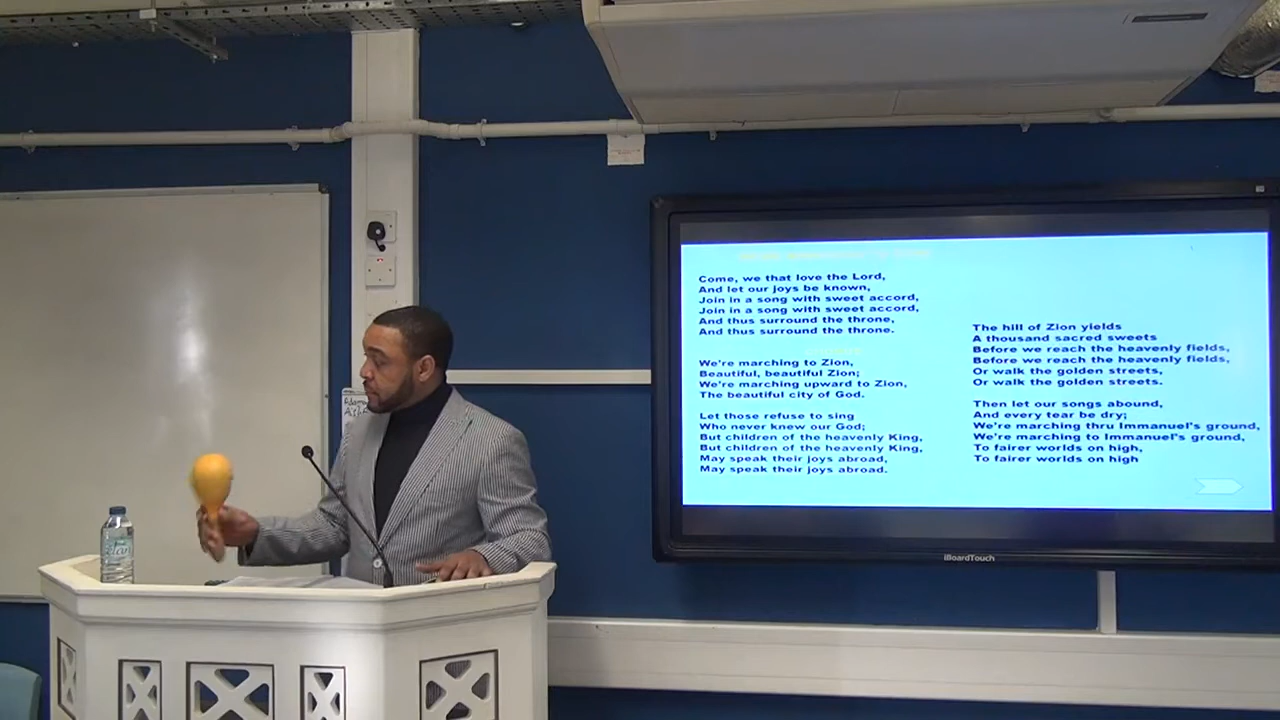 Come, we that love the Lord,
And let our joys be known,
Join in a song with sweet accord,
Join in a song with sweet accord,
And thus surround the throne,
And thus surround the throne.
We're marching to Zion,
Beautiful, beautiful Zion;
We're marching upward to Zion,
The beautiful city of God.
Let those refuse to sing
Who never knew our God;
But children of the heavenly King,
But children of the heavenly King,
May speak their joys abroad,
May speak their joys abroad.
The hill of Zion yields
A thousand sacred sweets
Before we reach the heavenly fields,
Before we reach the heavenly fields,
Or walk the golden streets,
Or walk the golden streets.
Then let our songs abound,
And every tear be dry;
We're marching thru Immanuel's ground,
We're marching to Immanuel's ground,
To fairer worlds on high,
To fairer worlds on high
iBoardTouch